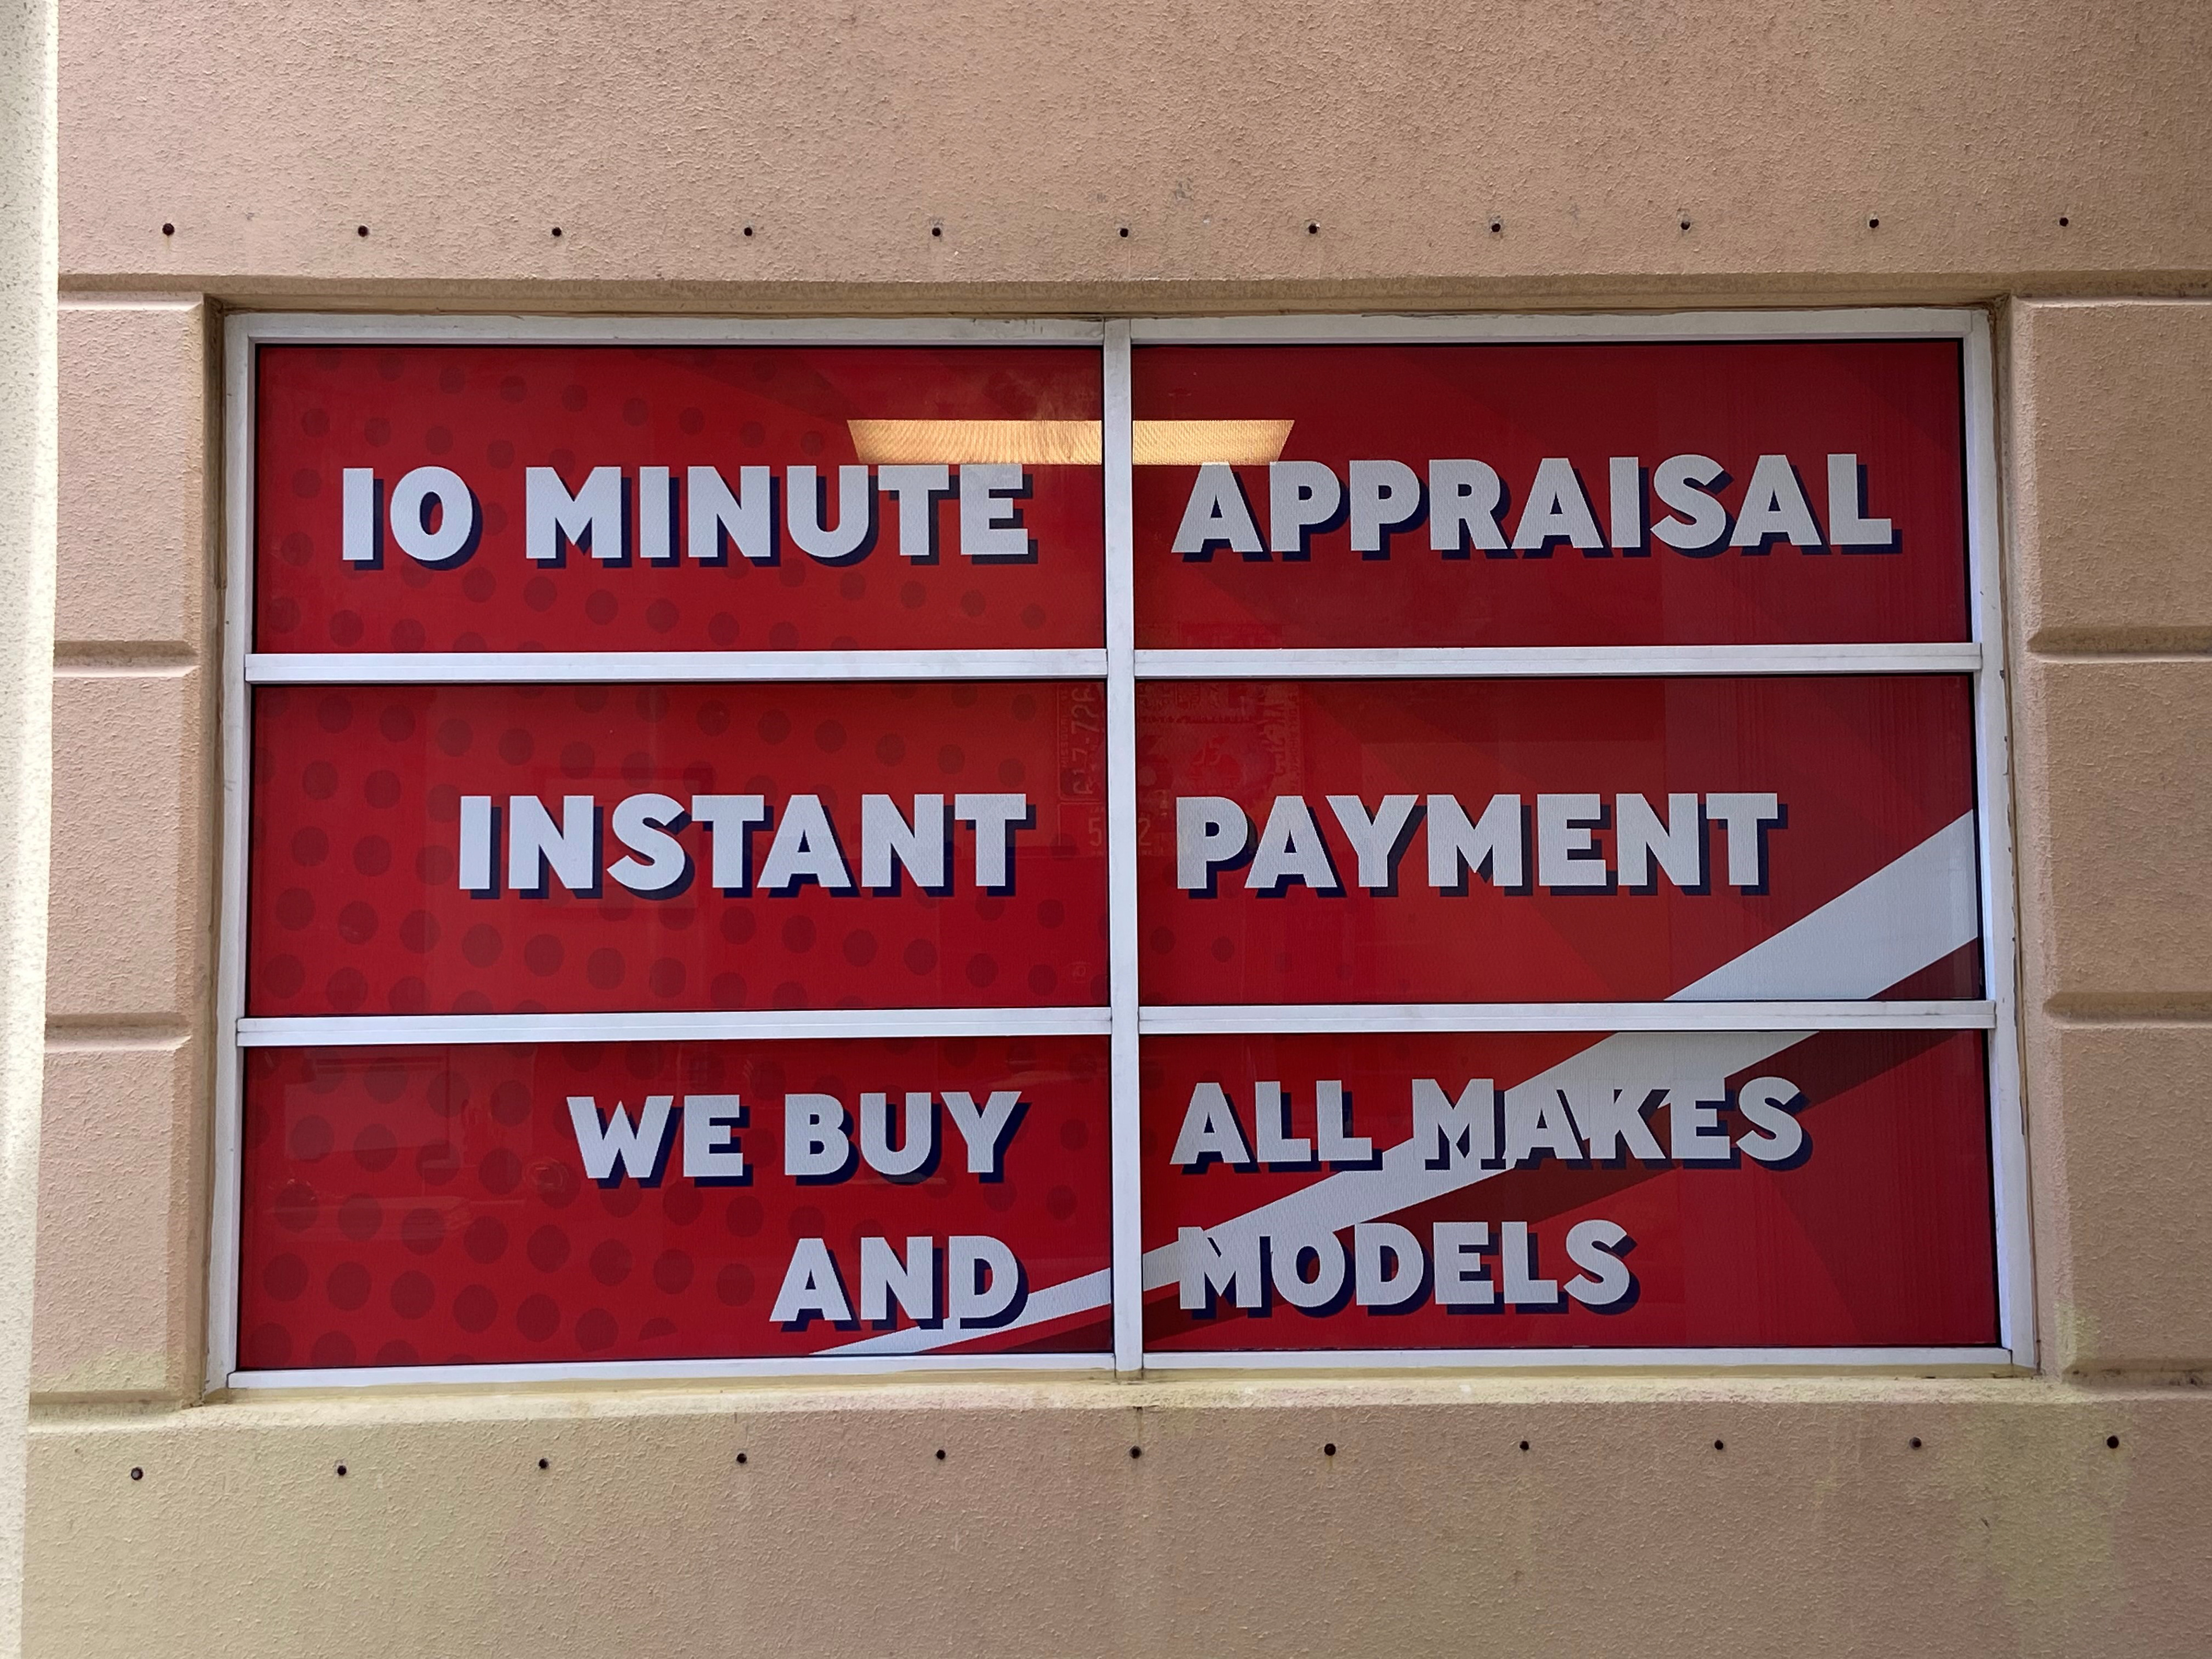 10 MINUTE APPRAISAL
INSTANT PAYMENT
WE BUY ALL MAKES
AND MODELS